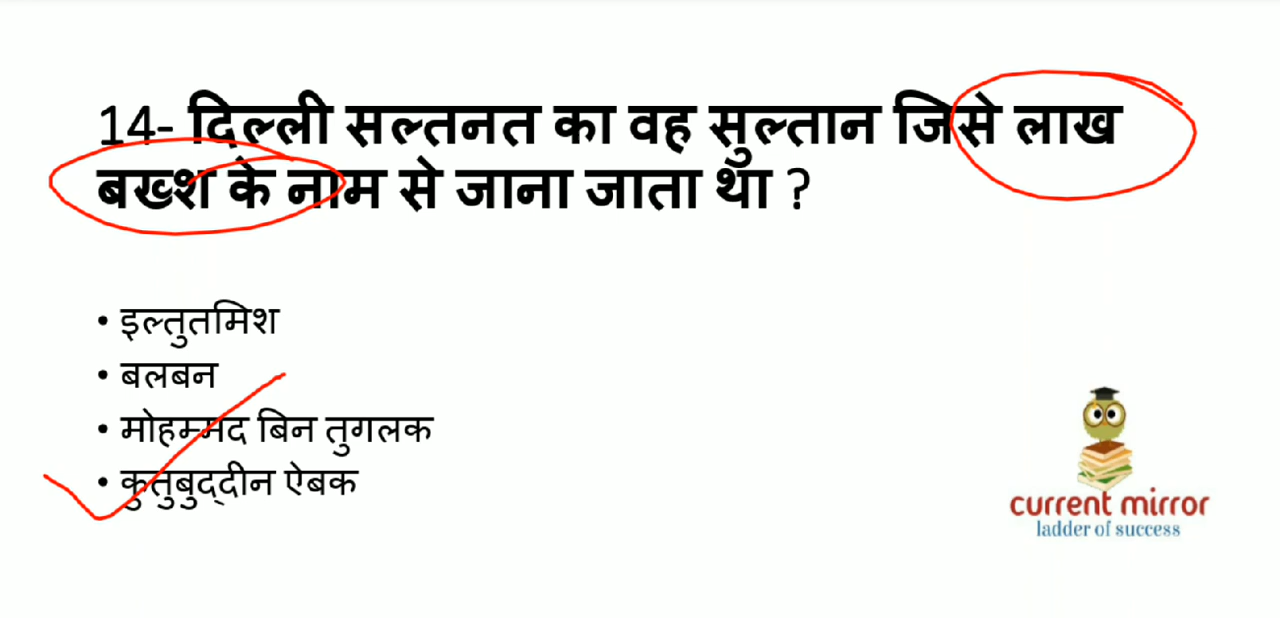 14- दिल्ली सल्तनत का वह सुल्तान जिसे लाख
बख्श के नाम से जाना जाता था ?
• इल्तुतमिश
• बलबन
• मोहम्मद बिन तुगलक
• कुतुबुद्दीन ऐबक
current mirror
ladder of success